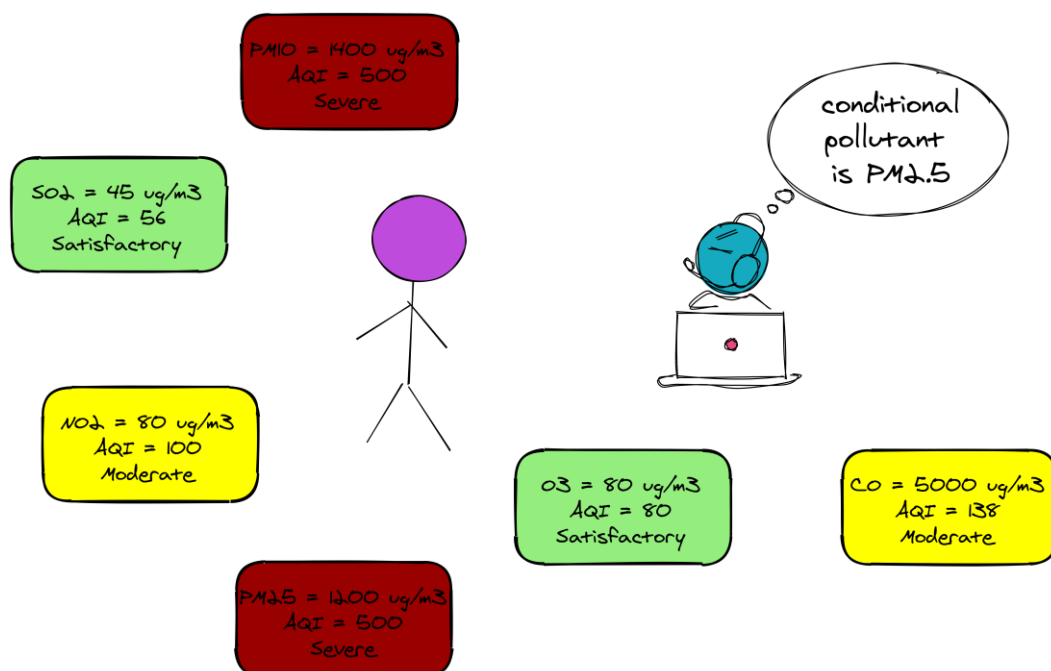 PM10 = 1400 ug/m3
AQI = 500
Severe
conditional
pollutant
is PM2.5
SO2 = 45 ug/m3
AQI = 56
Satisfactory
NO2 = 80 ug/m3
AQI = 100
Moderate
O3 = 80 ug/m3
AQI = 80
Satisfactory
CO = 5000 ug/m3
AQI = 138
Moderate
PM2.5 = 1200 ug/m3
AQI = 500
Severe